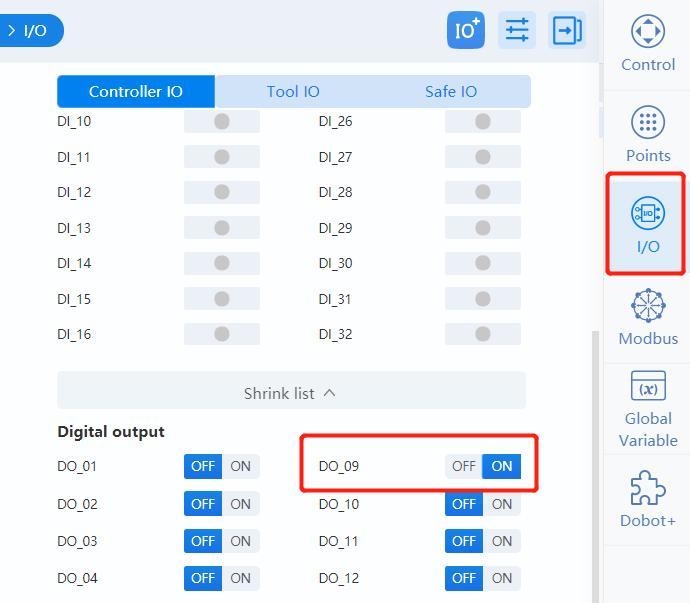 > I/O
IO+
Control
Controller IO Tool IO Safe IO
DI_10 DI_26
DI_11 DI_27
Points
DI_12 DI_28
DI_13 DI_29
I/O
I/O
DI_14 DI_30
DI_15 DI_31
DI_16 DI_32
Modbus
Shrink list
(x)
Global
Variable
Digital output
DO_01 OFF ON DO_09 OFF ON
DO_02 OFF ON DO_10 OFF ON
Dobot+
DO_03 OFF ON DO_11 OFF ON
DO_04 OFF ON DO_12 OFF ON